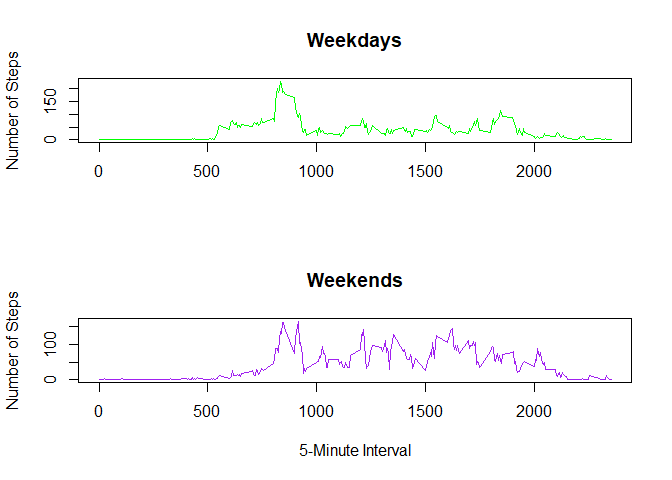 Weekdays
Number of Steps
150
0
0 500 1000 1500 2000
Weekends
Number of Steps
100
0
0 500 1000 1500 2000
5-Minute Interval